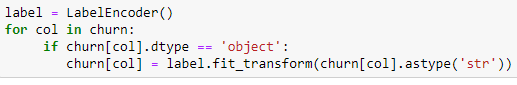 label = LabelEncoder()
for col in churn:
     if churn[col].dtype == 'object':
        churn[col] = label.fit_transform(churn[col].astype('str'))